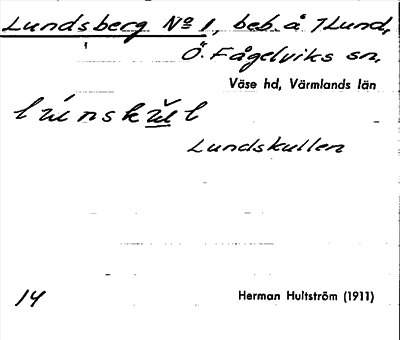 Lundsberg No 1, beb. å 7 Lund,
Ö. Fågelviks sn,
Väse hd, Värmlands län
Lundskullen
14
Herman Hultström (1911)